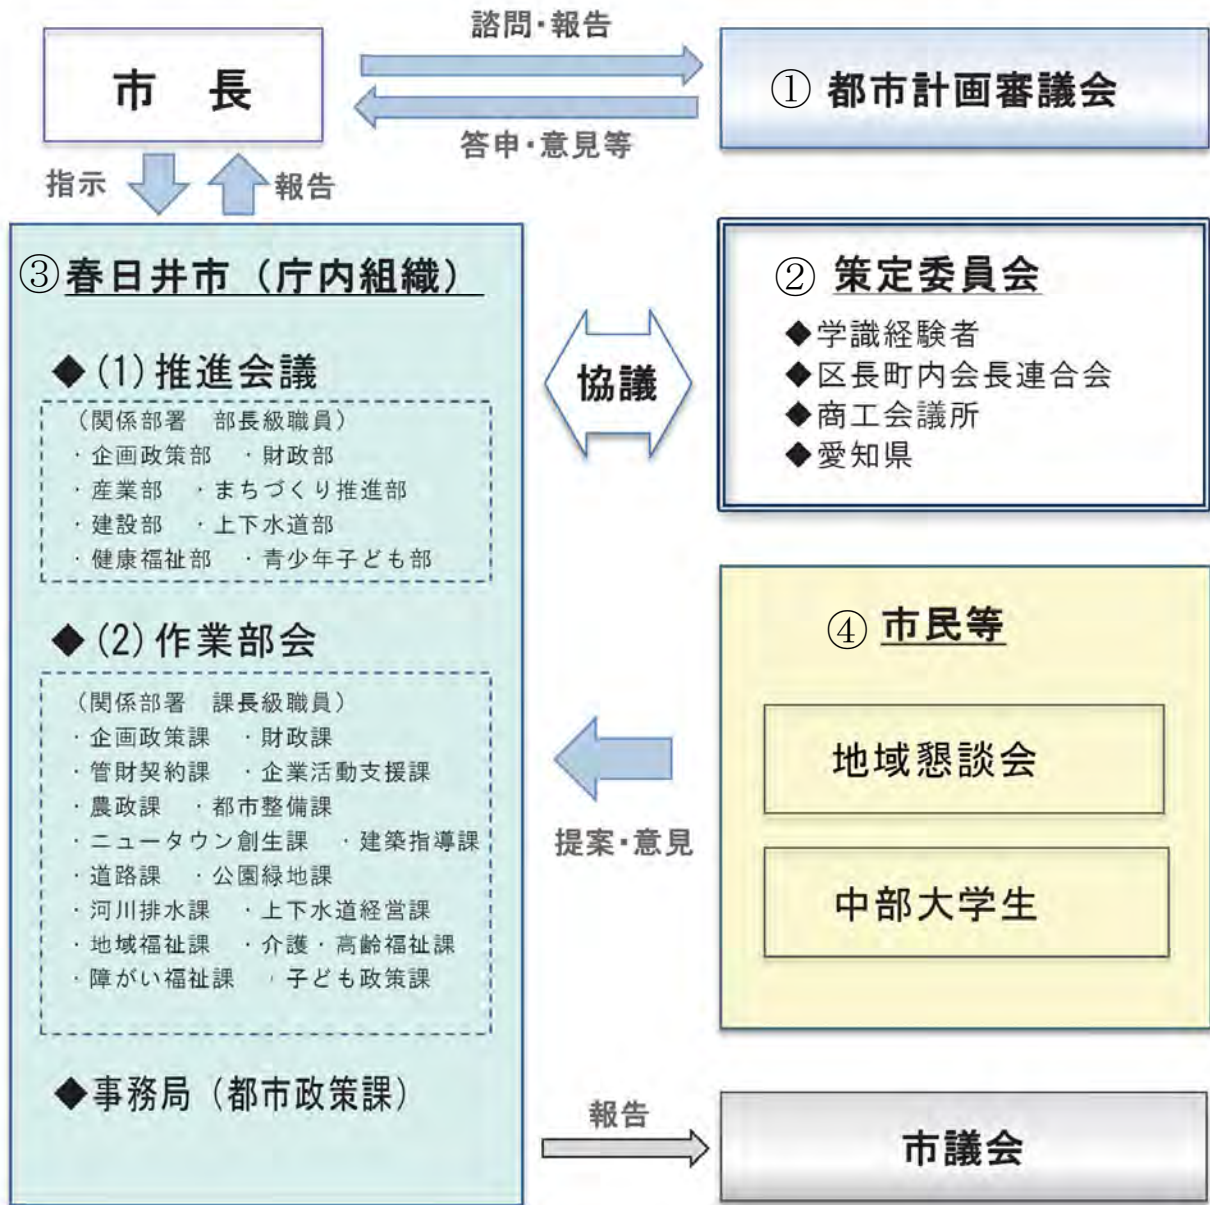 諮問・報告
市　長
① 都市計画審議会
答申・意見等
指示
報告
③春日井市（庁内組織）
◆(1)推進会議
（関係部署　部長級職員）
・企画政策部　・財政部
・産業部　・まちづくり推進部
・建設部　・上下水道部
・健康福祉部　・青少年子ども部
◆(2)作業部会
（関係部署　課長級職員）
・企画政策課　・財政課
・管財契約課　・企業活動支援課
・農政課　・都市整備課
・ニュータウン創生課　・建築指導課
・道路課　・公園緑地課
・河川排水課　・上下水道経営課
・地域福祉課　・介護・高齢福祉課
・障がい福祉課　・子ども政策課
◆事務局（都市政策課）
協議
② 策定委員会
◆学識経験者
◆区長町内会長連合会
◆商工会議所
◆愛知県
④ 市民等
地域懇談会
中部大学生
提案・意見
報告
市議会